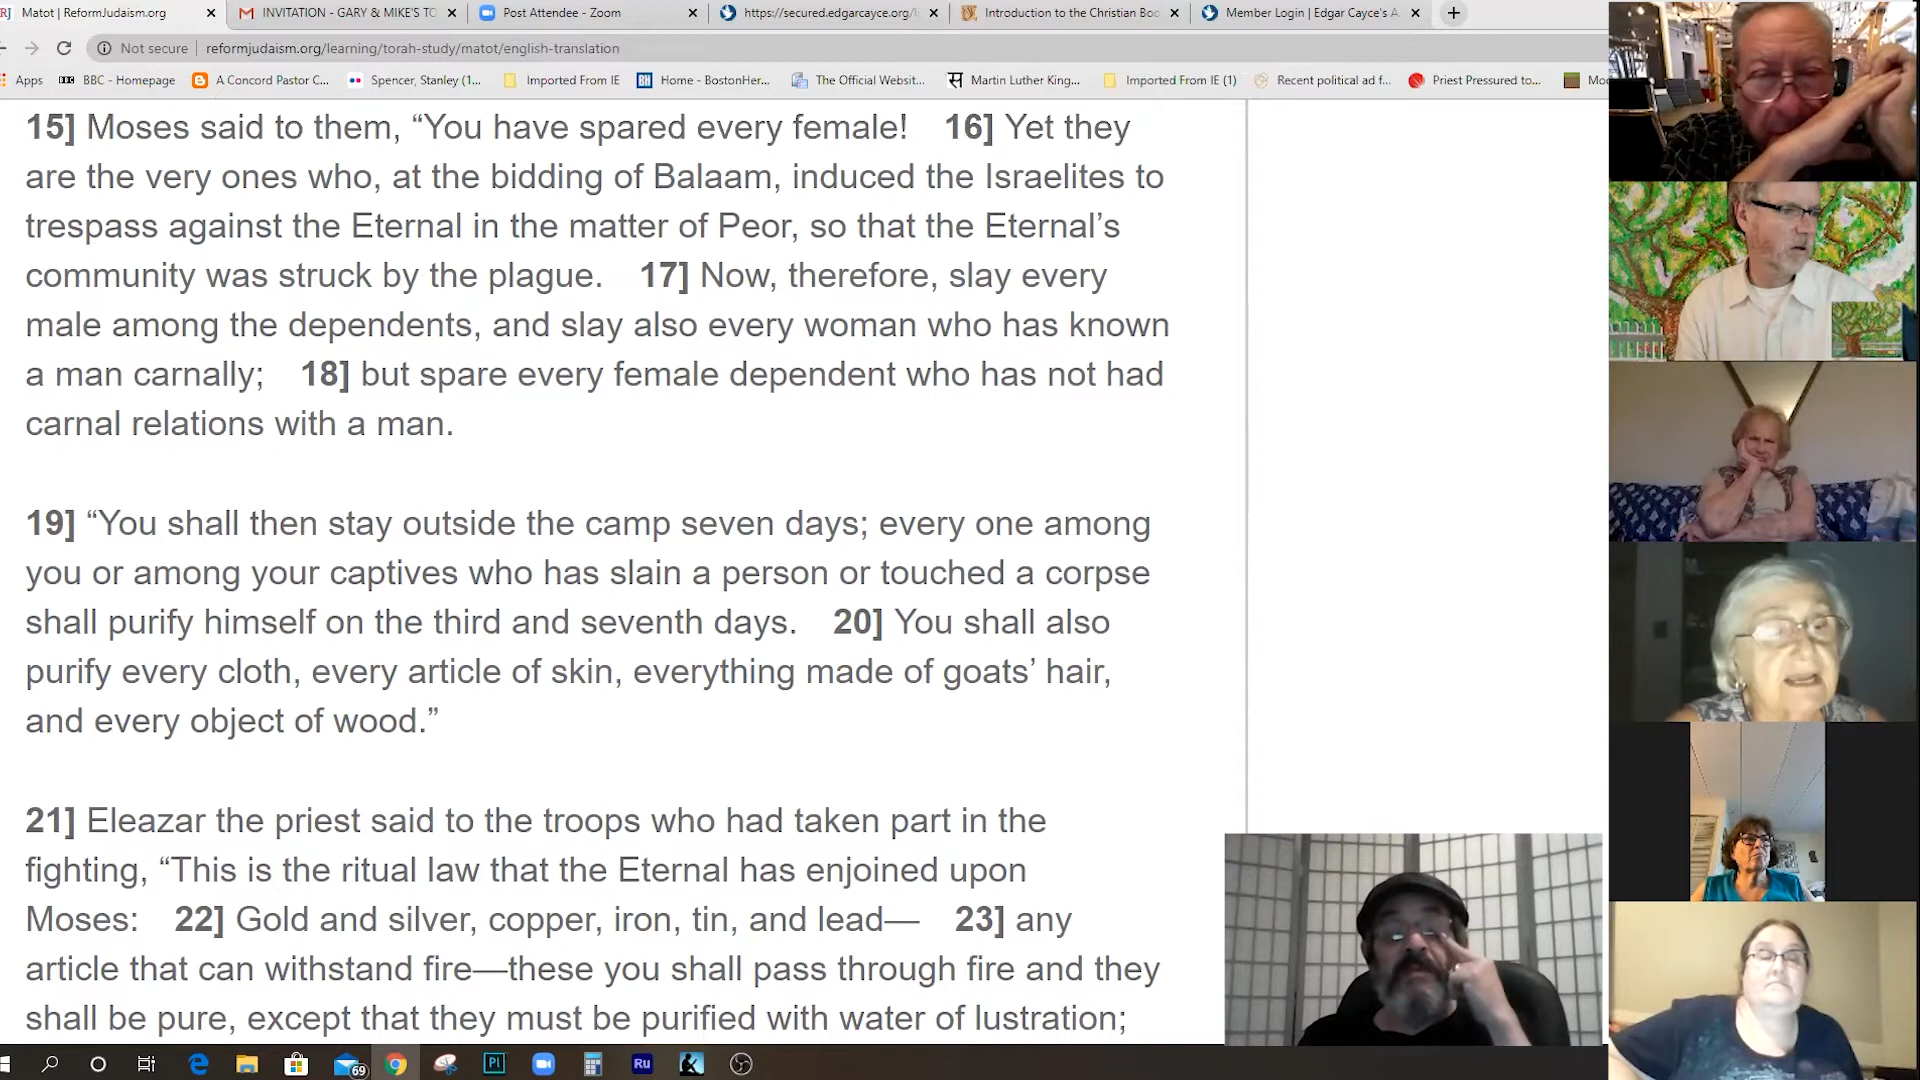 Matot | ReformJudaism.org
INVITATION - GARY & MIKE'S TO
Post Attendee - Zoom
https://secured.edgarcayce.org/
Introduction to the Christian Boo
Member Login | Edgar Cayce's A.
Not secure reformjudaism.org/learning/torah-study/matot/english-translation
Apps BBC - Homepage A Concord Pastor C... Spencer, Stanley (1... Imported From IE Home - BostonHer... The Official Websit... Martin Luther King... Imported From IE (1) Recent political ad f... Priest Pressured to...
15] Moses said to them, “You have spared every female! 16] Yet they
are the very ones who, at the bidding of Balaam, induced the Israelites to
trespass against the Eternal in the matter of Peor, so that the Eternal’s
community was struck by the plague. 17] Now, therefore, slay every
male among the dependents, and slay also every woman who has known
a man carnally; 18] but spare every female dependent who has not had
carnal relations with a man.
19] “You shall then stay outside the camp seven days; every one among
you or among your captives who has slain a person or touched a corpse
shall purify himself on the third and seventh days. 20] You shall also
purify every cloth, every article of skin, everything made of goats’ hair,
and every object of wood.”
21] Eleazar the priest said to the troops who had taken part in the
fighting, “This is the ritual law that the Eternal has enjoined upon
Moses: 22] Gold and silver, copper, iron, tin, and lead— 23] any
article that can withstand fire—these you shall pass through fire and they
shall be pure, except that they must be purified with water of lustration;
69
Pl
Ru